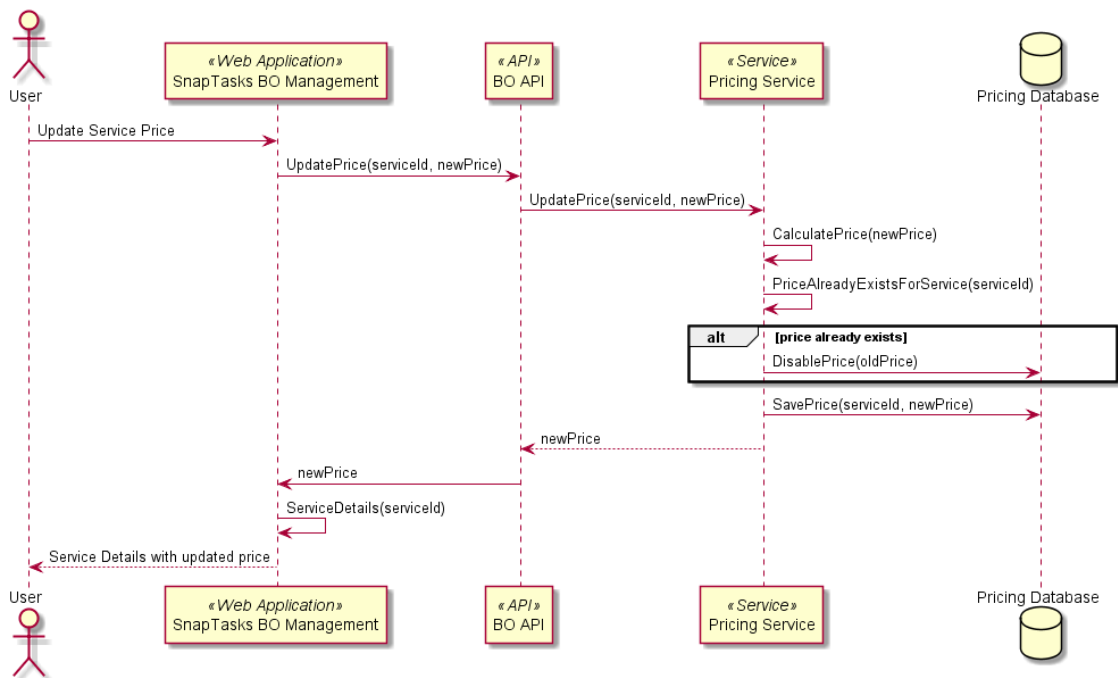 «Web Application»
SnapTasks BO Management
«API»
BO API
«Service»
Pricing Service
User
Pricing Database
Update Service Price
UpdatePrice(serviceId, newPrice)
UpdatePrice(serviceId, newPrice)
CalculatePrice(newPrice)
PriceAlreadyExistsForService(serviceId)
alt
[price already exists]
DisablePrice(oldPrice)
SavePrice(serviceId, newPrice)
newPrice
newPrice
ServiceDetails(serviceId)
Service Details with updated price
User
«Web Application»
SnapTasks BO Management
«API»
BO API
«Service»
Pricing Service
Pricing Database